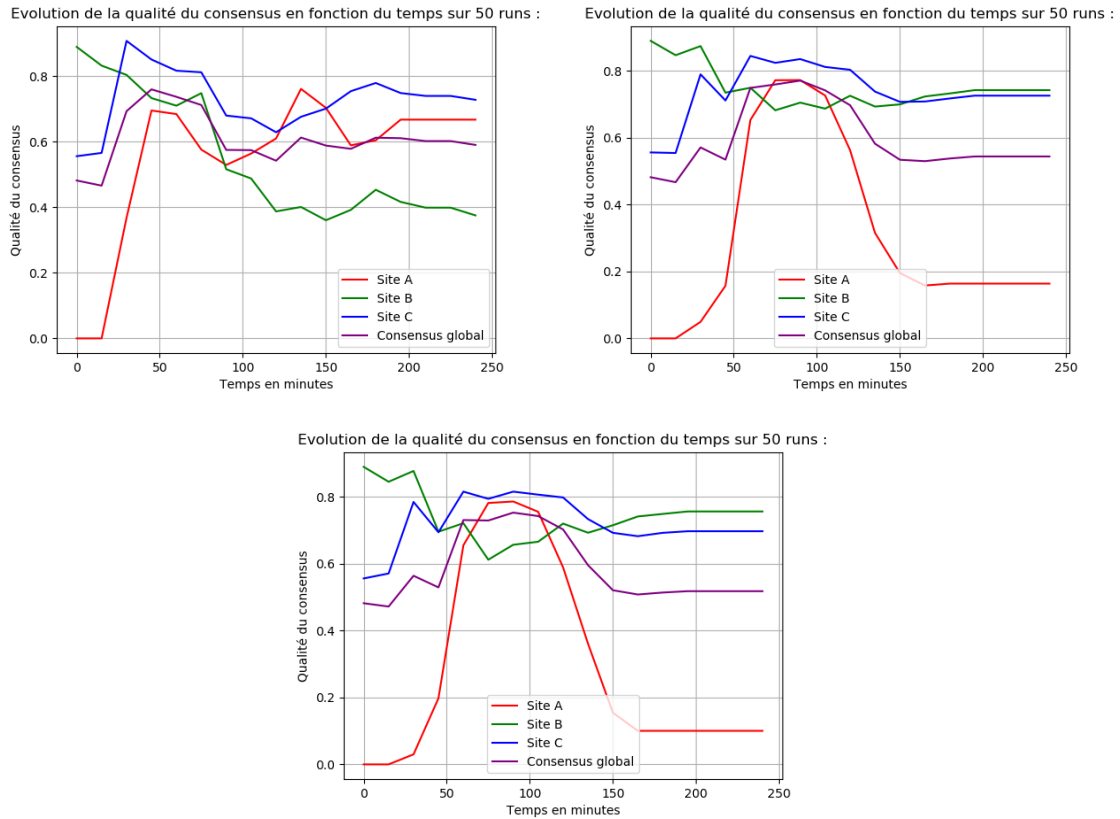 Evolution de la qualité du consensus en fonction du temps sur 50 runs :
Qualité du consensus
0.8
0.6
0.4
0.2
0.0
Site A
Site B
Site C
Consensus global
0 50 100 150 200 250
Temps en minutes
Evolution de la qualité du consensus en fonction du temps sur 50 runs :
Qualité du consensus
0.8
0.6
0.4
0.2
0.0
Site A
Site B
Site C
Consensus global
0 50 100 150 200 250
Temps en minutes
Evolution de la qualité du consensus en fonction du temps sur 50 runs :
Qualité du consensus
0.8
0.6
0.4
0.2
0.0
Site A
Site B
Site C
Consensus global
0 50 100 150 200 250
Temps en minutes